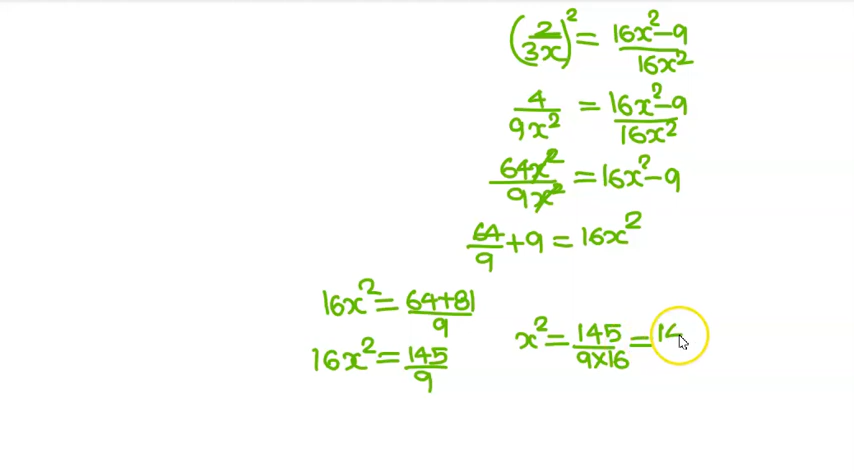 (2/3x)² = (16x²-9)/(16x²)
4/(9x²) = (16x²-9)/(16x²)
64x²/9x² = 16x²-9
64/9 + 9 = 16x²
16x² = (64+81)/9
16x² = 145/9
x² = 145/(9×16) = 14